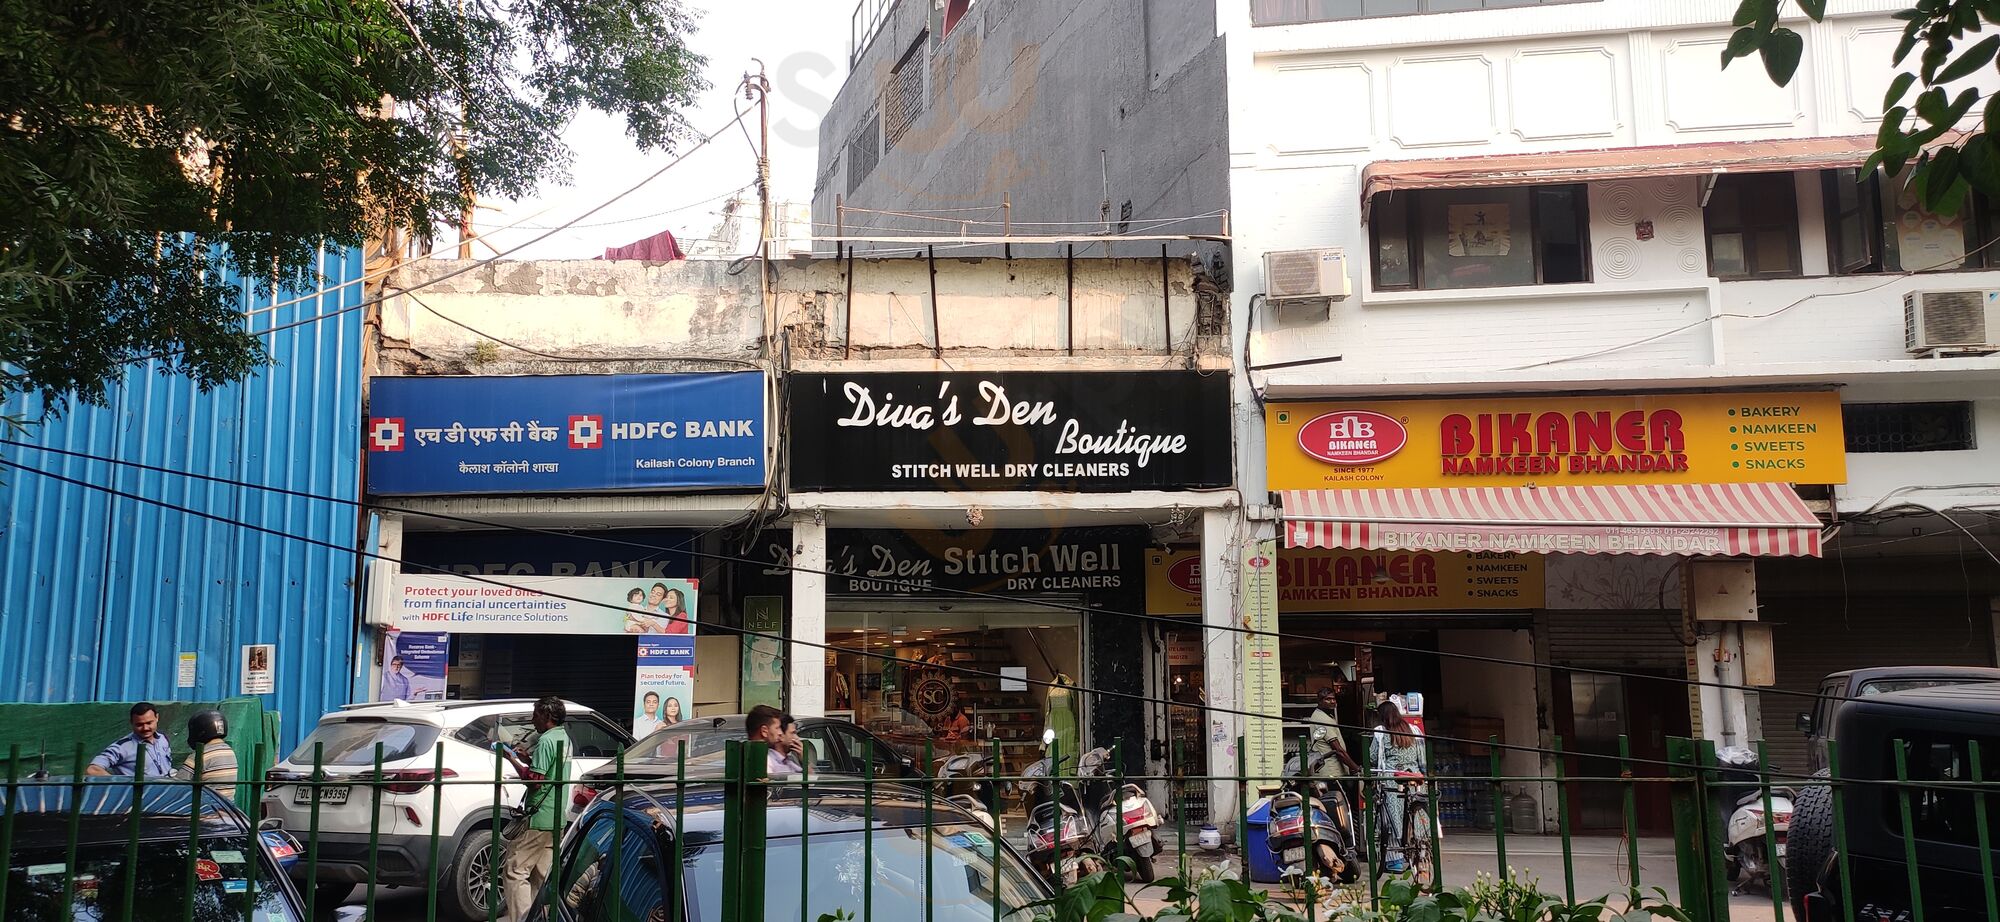 एच डी एफ सी बैंक
HDFC BANK
कैलाश कॉलोनी शाखा
Kailash Colony Branch
Diva's Den
Boutique
STITCH WELL DRY CLEANERS
BIKANER
NAMKEEN BHANDAR
SINCE 1977
KAILASH COLONY
BIKANER
NAMKEEN BHANDAR
BAKERY
NAMKEEN
SWEETS
SNACKS
BIKANER NAMKEEN BHANDAR
HDFC BANK
Protect your loved ones
from financial uncertainties
with HDFC Life Insurance Solutions
HDFC BANK
Plan today for
secured future.
Diva's Den
BOUTIQUE
Stitch Well
DRY CLEANERS
NELF
SC
BIKANER
NAMKEEN BHANDAR
BAKERY
NAMKEEN
SWEETS
SNACKS